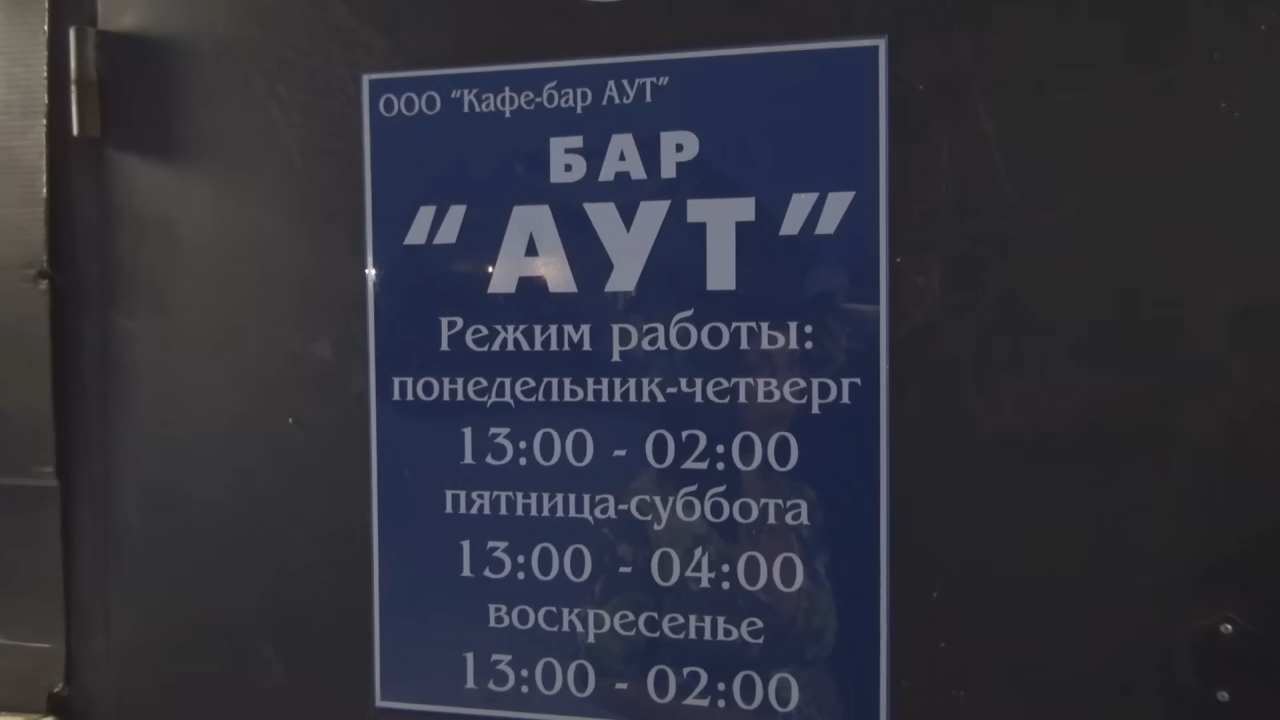 ООО "Кафе-бар АУТ"
БАР
"АУТ"
Режим работы:
понедельник-четверг
13:00 - 02:00
пятница-суббота
13:00 - 04:00
воскресенье
13:00 - 02:00